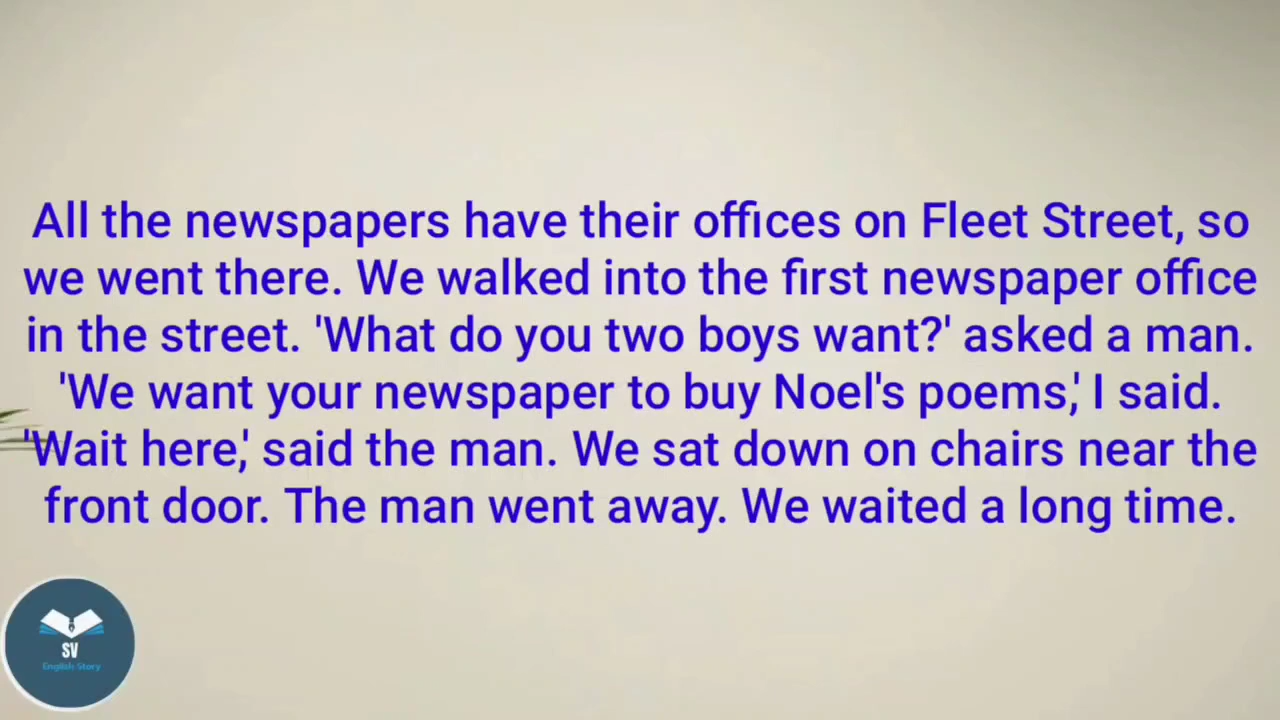 All the newspapers have their offices on Fleet Street, so
we went there. We walked into the first newspaper office
in the street. 'What do you two boys want?' asked a man.
'We want your newspaper to buy Noel's poems,' I said.
'Wait here,' said the man. We sat down on chairs near the
front door. The man went away. We waited a long time.
SV
English Story